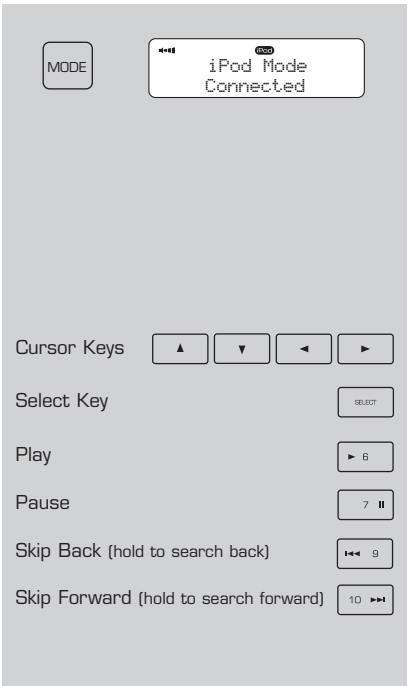 MODE
iPod
iPod Mode
Connected
Cursor Keys
Select Key SELECT
Play 6
Pause 7
Skip Back (hold to search back) 9
Skip Forward (hold to search forward) 10